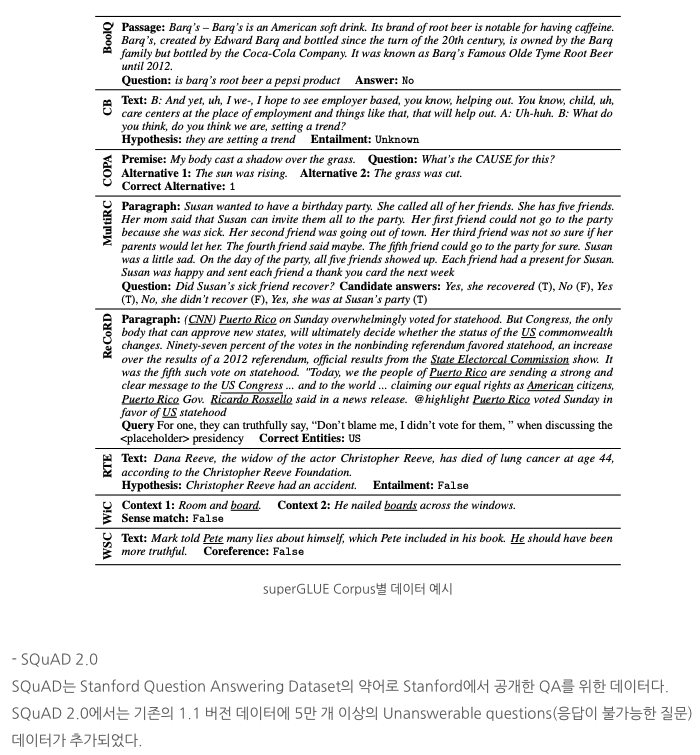 BoolQ
Passage: Barq's – Barq's is an American soft drink. Its brand of root beer is notable for having caffeine.
Barq's, created by Edward Barq and bottled since the turn of the 20th century, is owned by the Barq
family but bottled by the Coca-Cola Company. It was known as Barq's Famous Olde Tyme Root Beer
until 2012.
Question: is barq's root beer a pepsi product Answer: No
CB
Text: B: And yet, uh, I we-, I hope to see employer based, you know, helping out. You know, child, uh,
care centers at the place of employment and things like that, that will help out. A: Uh-huh. B: What do
you think, do you think we are, setting a trend?
Hypothesis: they are setting a trend Entailment: Unknown
COPA
Premise: My body cast a shadow over the grass. Question: What's the CAUSE for this?
Alternative 1: The sun was rising. Alternative 2: The grass was cut.
Correct Alternative: 1
MultiRC
Paragraph: Susan wanted to have a birthday party. She called all of her friends. She has five friends.
Her mom said that Susan can invite them all to the party. Her first friend could not go to the party
because she was sick. Her second friend was going out of town. Her third friend was not so sure if her
parents would let her. The fourth friend said maybe. The fifth friend could go to the party for sure. Susan
was a little sad. On the day of the party, all five friends showed up. Each friend had a present for Susan.
Susan was happy and sent each friend a thank you card the next week
Question: Did Susan's sick friend recover? Candidate answers: Yes, she recovered (T), No (F), Yes
(T), No, she didn't recover (F), Yes, she was at Susan's party (T)
ReCoRD
Paragraph: (CNN) Puerto Rico on Sunday overwhelmingly voted for statehood. But Congress, the only
body that can approve new states, will ultimately decide whether the status of the US commonwealth
changes. Ninety-seven percent of the votes in the nonbinding referendum favored statehood, an increase
over the results of a 2012 referendum, official results from the State Electorcal Commission show. It
was the fifth such vote on statehood. "Today, we the people of Puerto Rico are sending a strong and
clear message to the US Congress ... and to the world ... claiming our equal rights as American citizens,
Puerto Rico Gov. Ricardo Rossello said in a news release. @highlight Puerto Rico voted Sunday in
favor of US statehood
Query For one, they can truthfully say, “Don't blame me, I didn't vote for them, ” when discussing the
<placeholder> presidency Correct Entities: US
RTE
Text: Dana Reeve, the widow of the actor Christopher Reeve, has died of lung cancer at age 44,
according to the Christopher Reeve Foundation.
Hypothesis: Christopher Reeve had an accident. Entailment: False
WiC
Context 1: Room and board. Context 2: He nailed boards across the windows.
Sense match: False
WSC
Text: Mark told Pete many lies about himself, which Pete included in his book. He should have been
more truthful. Coreference: False
superGLUE Corpus별 데이터 예시
- SQuAD 2.0
SQuAD는 Stanford Question Answering Dataset의 약어로 Stanford에서 공개한 QA를 위한 데이터다.
SQuAD 2.0에서는 기존의 1.1 버전 데이터에 5만 개 이상의 Unanswerable questions(응답이 불가능한 질문)
데이터가 추가되었다.